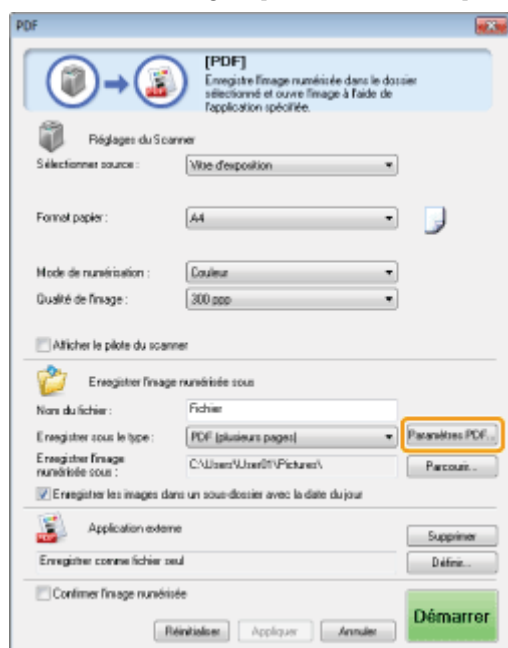 PDF
[PDF]
Enregistre l'image numérisée dans le dossier
sélectionné et ouvre l'image à l'aide de
l'application spécifiée.
Réglages du Scanner
Sélectionner source : Vitre d'exposition
Format papier : A4
Mode de numérisation : Couleur
Qualité de l'image : 300 ppp
Afficher le pilote du scanner
Enregistrer l'image numérisée sous
Nom du fichier : Fichier
Enregistrer sous le type : PDF (plusieurs pages) Paramètres PDF...
Enregistrer l'image
numérisée sous : C:\Users\User01\Pictures\ Parcourir...
Enregistrer les images dans un sous-dossier avec la date du jour
Application externe Supprimer
Enregistrer comme fichier seul Définir...
Confirmer l'image numérisée
Démarrer
Réinitialiser Appliquer Annuler